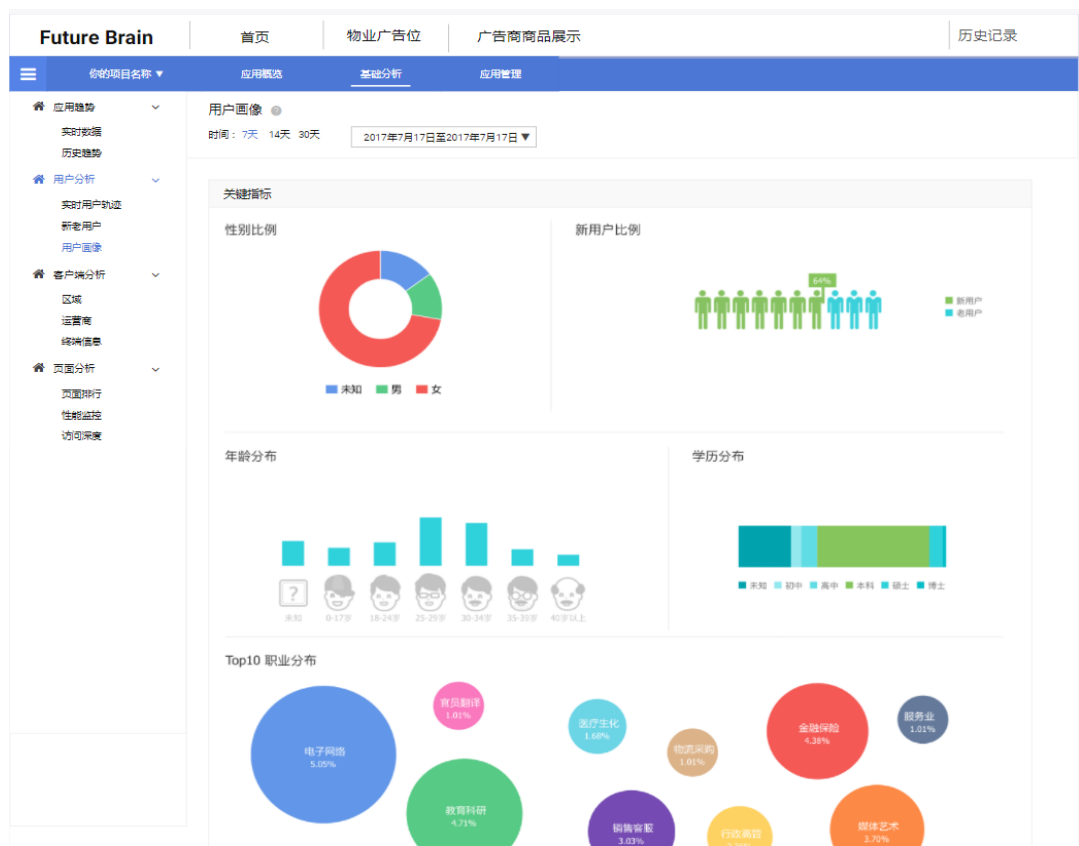 Future Brain
首页
物业广告位
广告商商品展示
历史记录
你的项目名称 ▼
应用概览
基础分析
应用管理
应用趋势
实时数据
历史趋势
用户分析
实时用户轨迹
新老用户
用户画像
客户端分析
区域
运营商
终端信息
页面分析
页面排行
性能监控
访问深度
用户画像 ?
时间： 7天 14天 30天
2017年7月17日至2017年7月17日 ▼
关键指标
性别比例
未知 男 女
新用户比例
64%
新用户
老用户
年龄分布
?
未知 0-17岁 18-24岁 25-29岁 30-34岁 35-39岁 40岁以上
学历分布
未知 初中 高中 本科 硕士 博士
Top10 职业分布
电子网络
5.05%
官员翻译
1.01%
教育科研
4.71%
医疗生化
1.68%
物流采购
1.01%
销售客服
3.03%
行政高管
金融保险
4.38%
服务业
1.01%
媒体艺术
3.70%